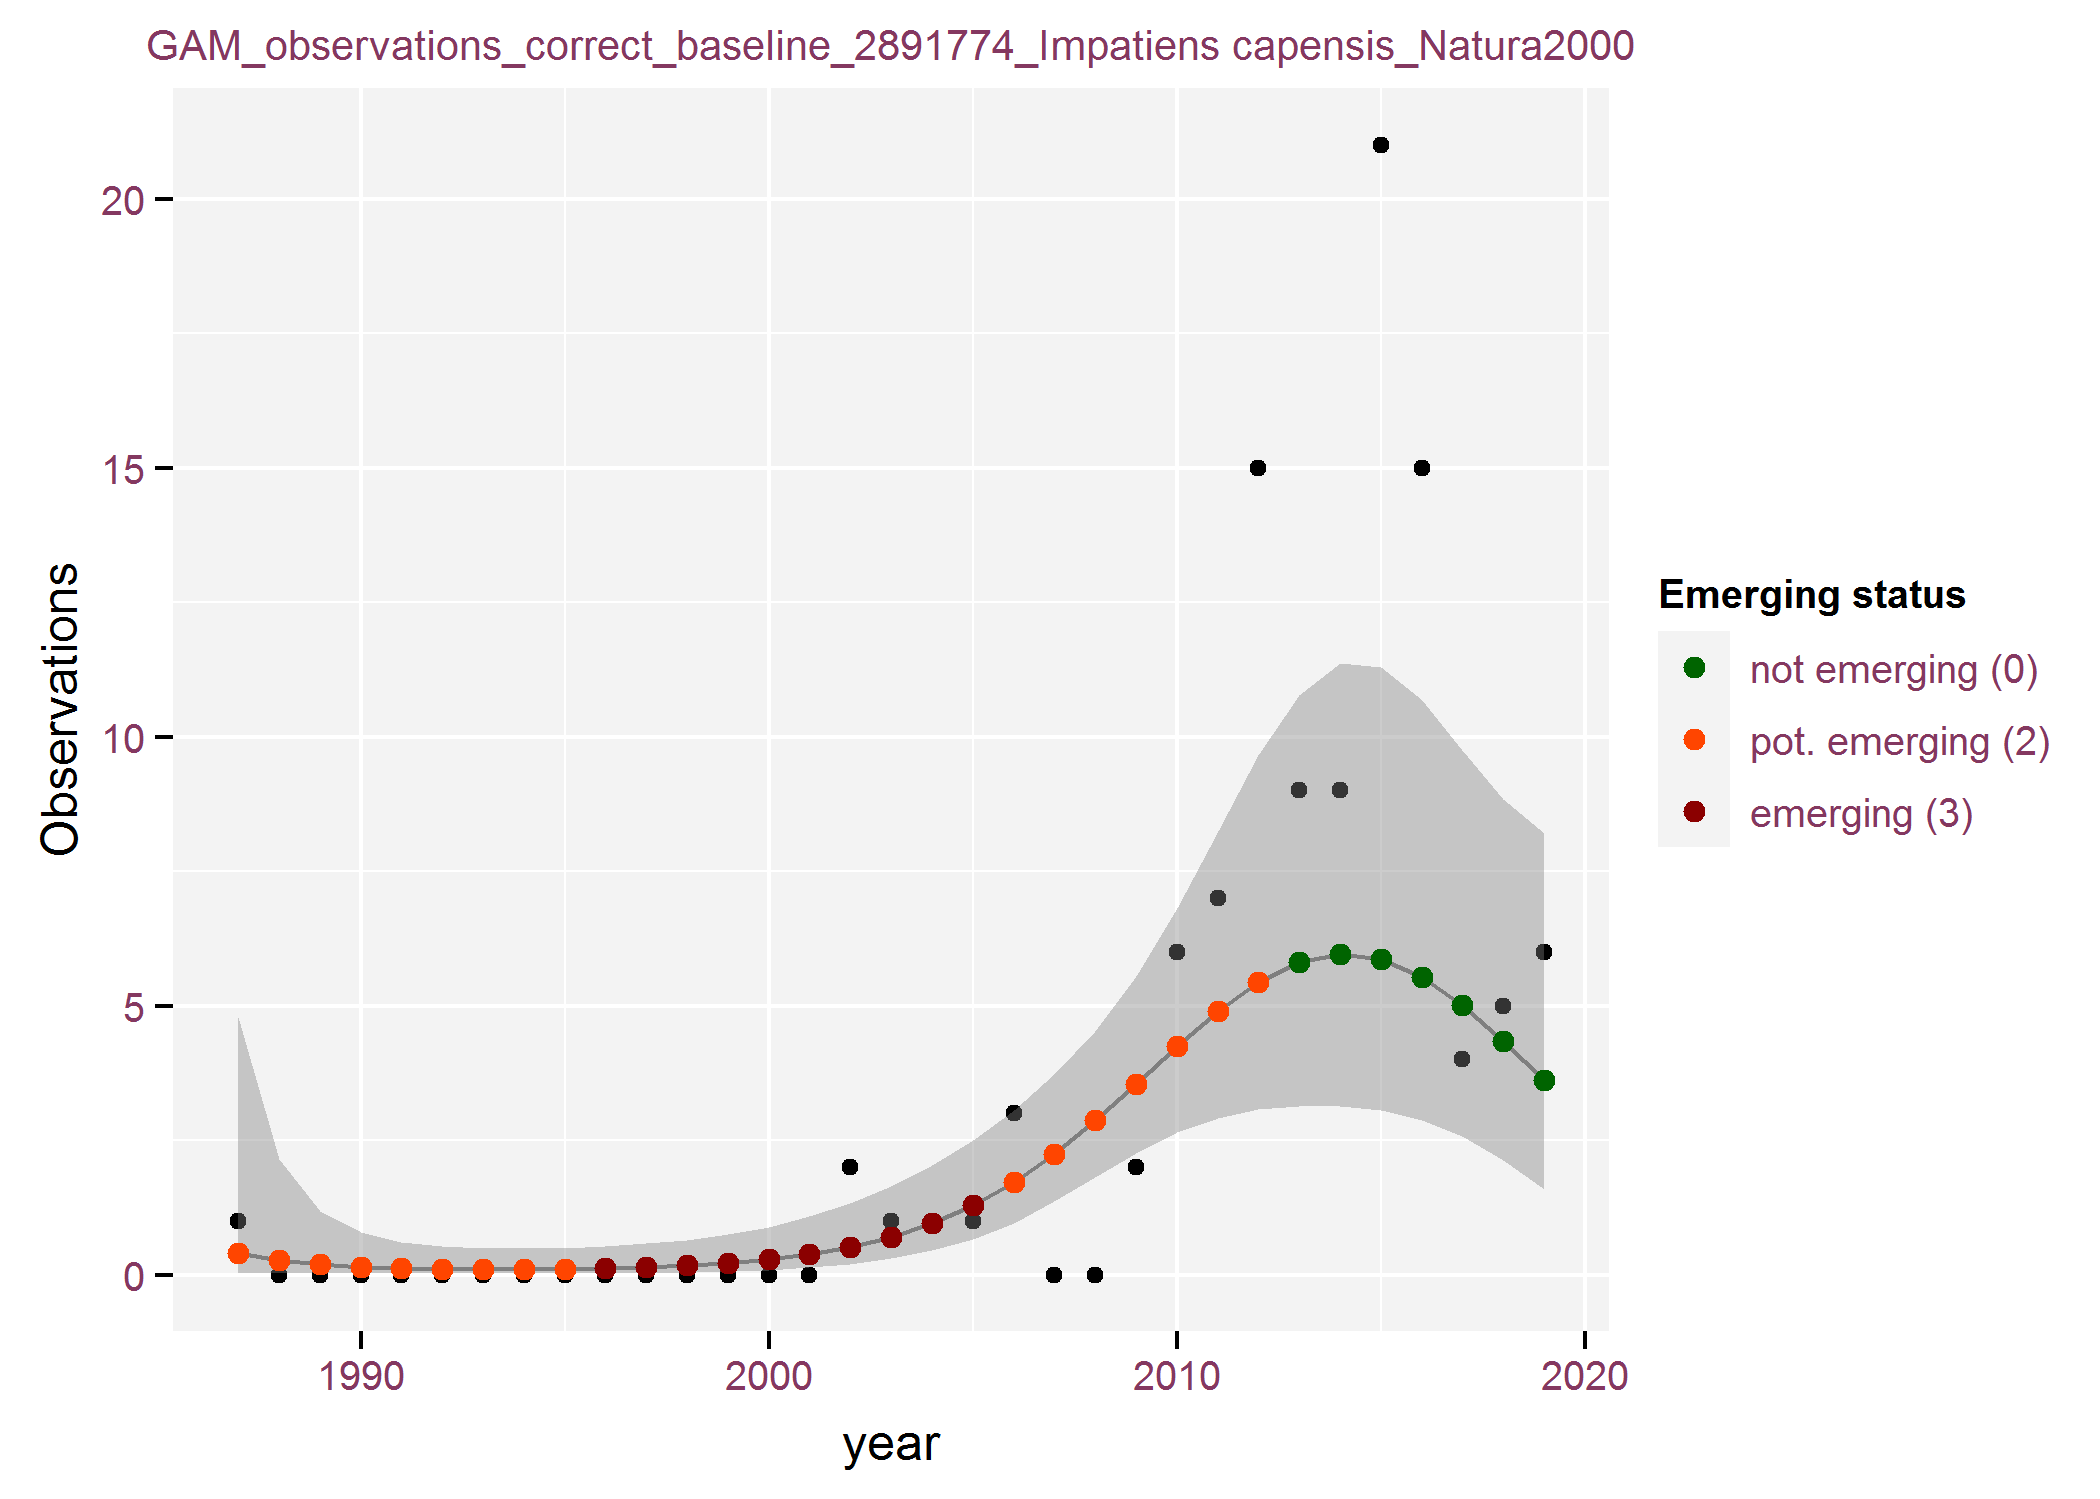 GAM_observations_correct_baseline_2891774_Impatiens capensis_Natura2000
20
15
10
5
0
Observations
1990 2000 2010 2020
year
Emerging status
not emerging (0)
pot. emerging (2)
emerging (3)